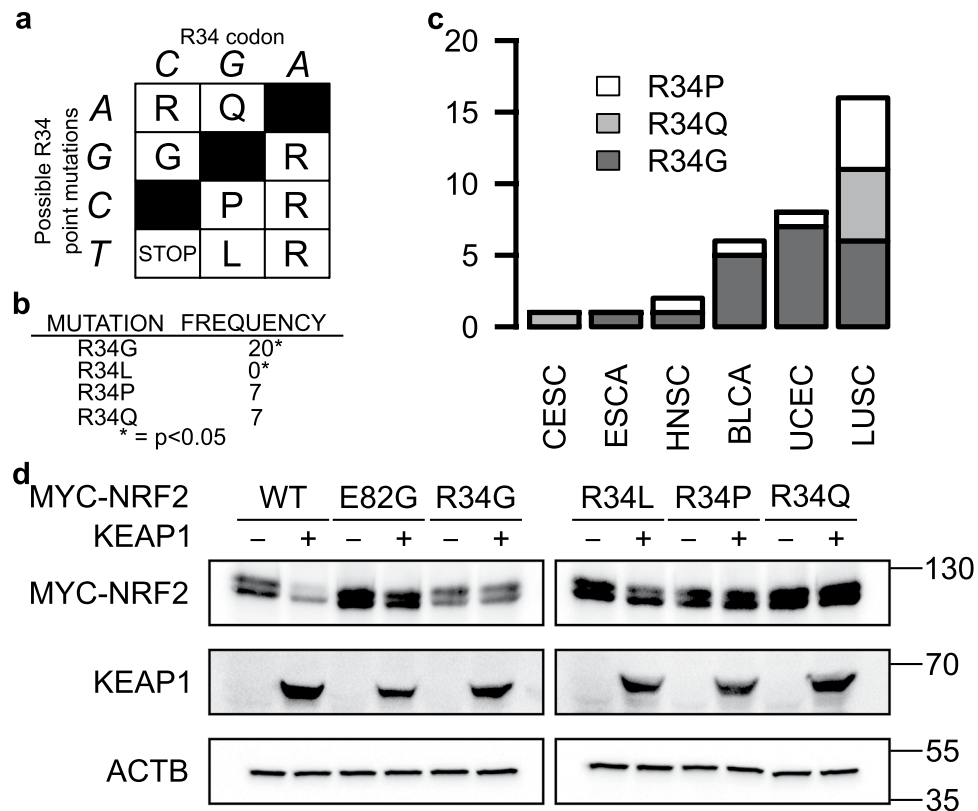 a
R34 codon
C G A
Possible R34
point mutations
A R Q
G G R
C P R
T STOP L R
b
MUTATION FREQUENCY
R34G 20*
R34L 0*
R34P 7
R34Q 7
* = p<0.05
c
20
15
10
5
0
R34P
R34Q
R34G
CESC
ESCA
HNSC
BLCA
UCEC
LUSC
d
MYC-NRF2 WT E82G R34G R34L R34P R34Q
KEAP1 – + – + – + – + – + – +
MYC-NRF2 130
KEAP1 70
ACTB 55
35